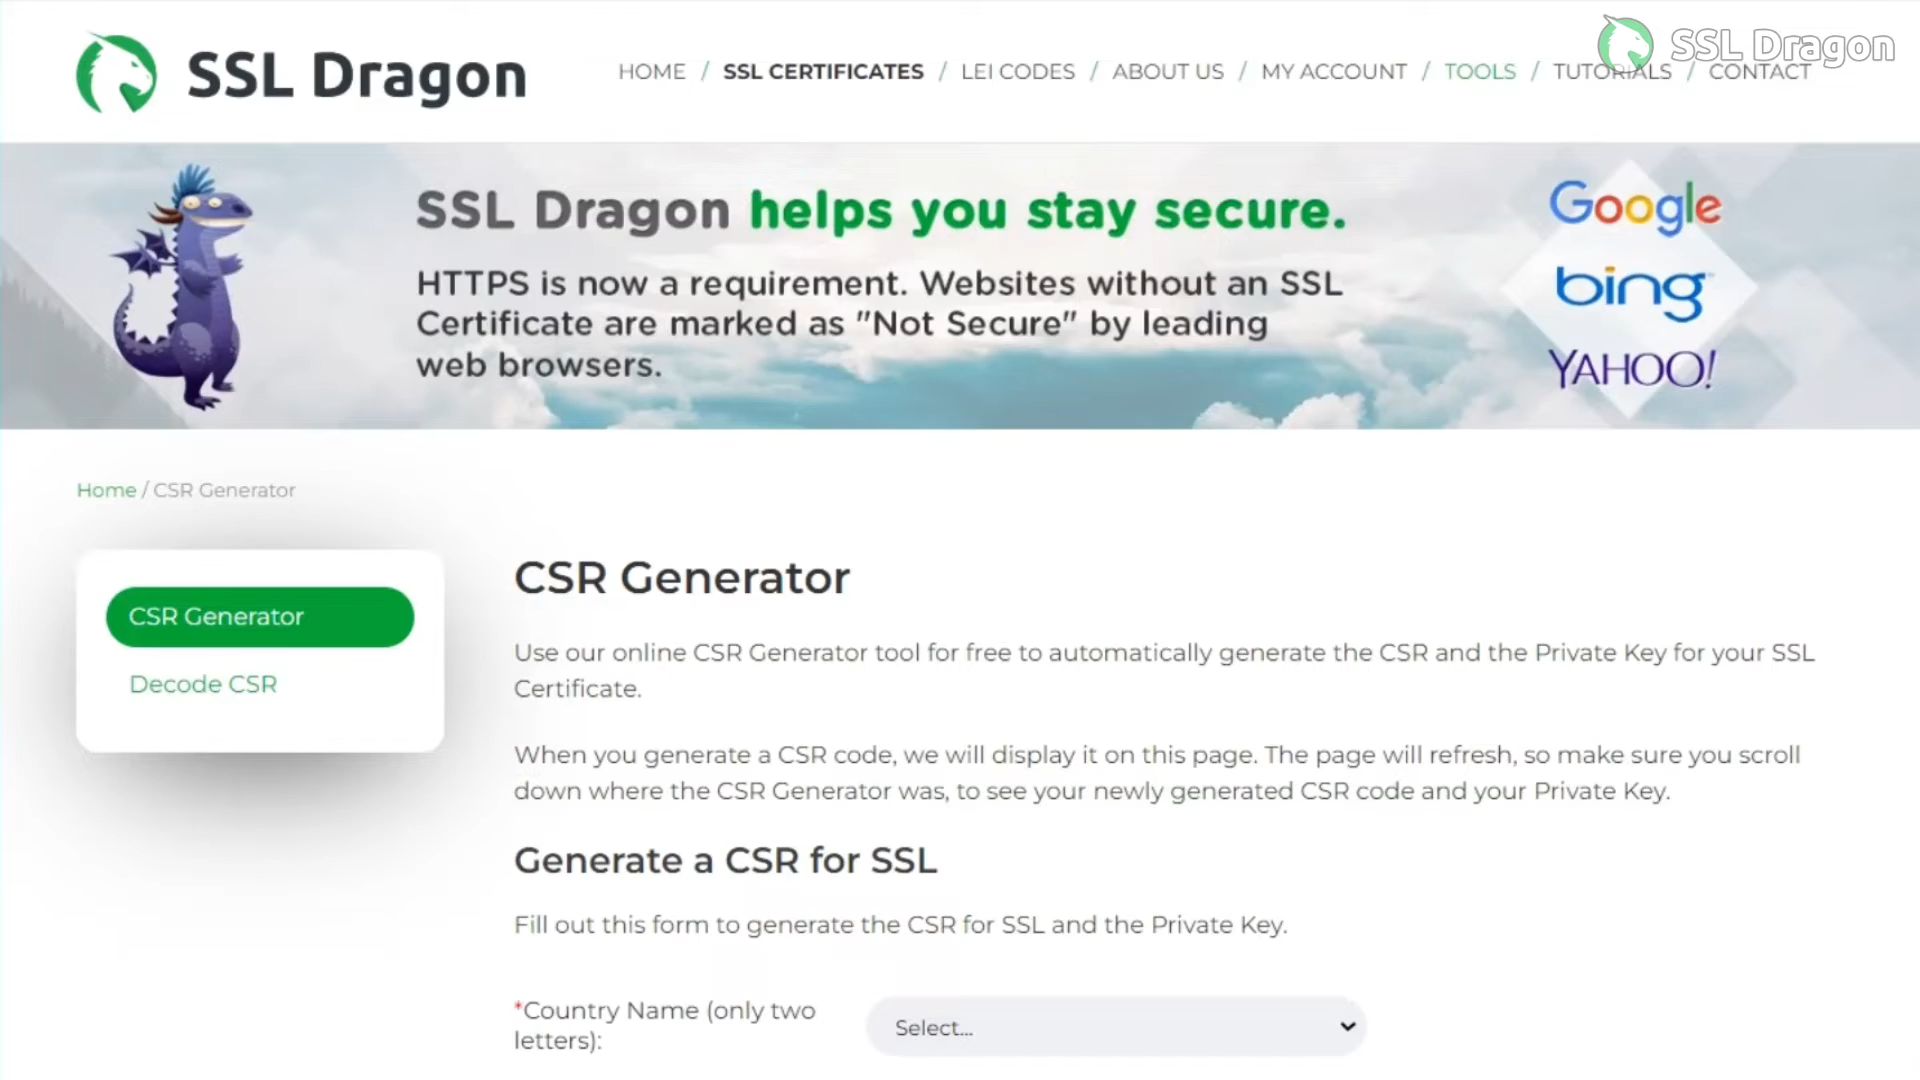 SSL Dragon
HOME / SSL CERTIFICATES / LEI CODES / ABOUT US / MY ACCOUNT / TOOLS / TUTORIALS / CONTACT
SSL Dragon
SSL Dragon helps you stay secure.
HTTPS is now a requirement. Websites without an SSL
Certificate are marked as "Not Secure" by leading
web browsers.
Google
bing
YAHOO!
Home / CSR Generator
CSR Generator
Decode CSR
CSR Generator
Use our online CSR Generator tool for free to automatically generate the CSR and the Private Key for your SSL
Certificate.
When you generate a CSR code, we will display it on this page. The page will refresh, so make sure you scroll
down where the CSR Generator was, to see your newly generated CSR code and your Private Key.
Generate a CSR for SSL
Fill out this form to generate the CSR for SSL and the Private Key.
*Country Name (only two
letters):
Select...